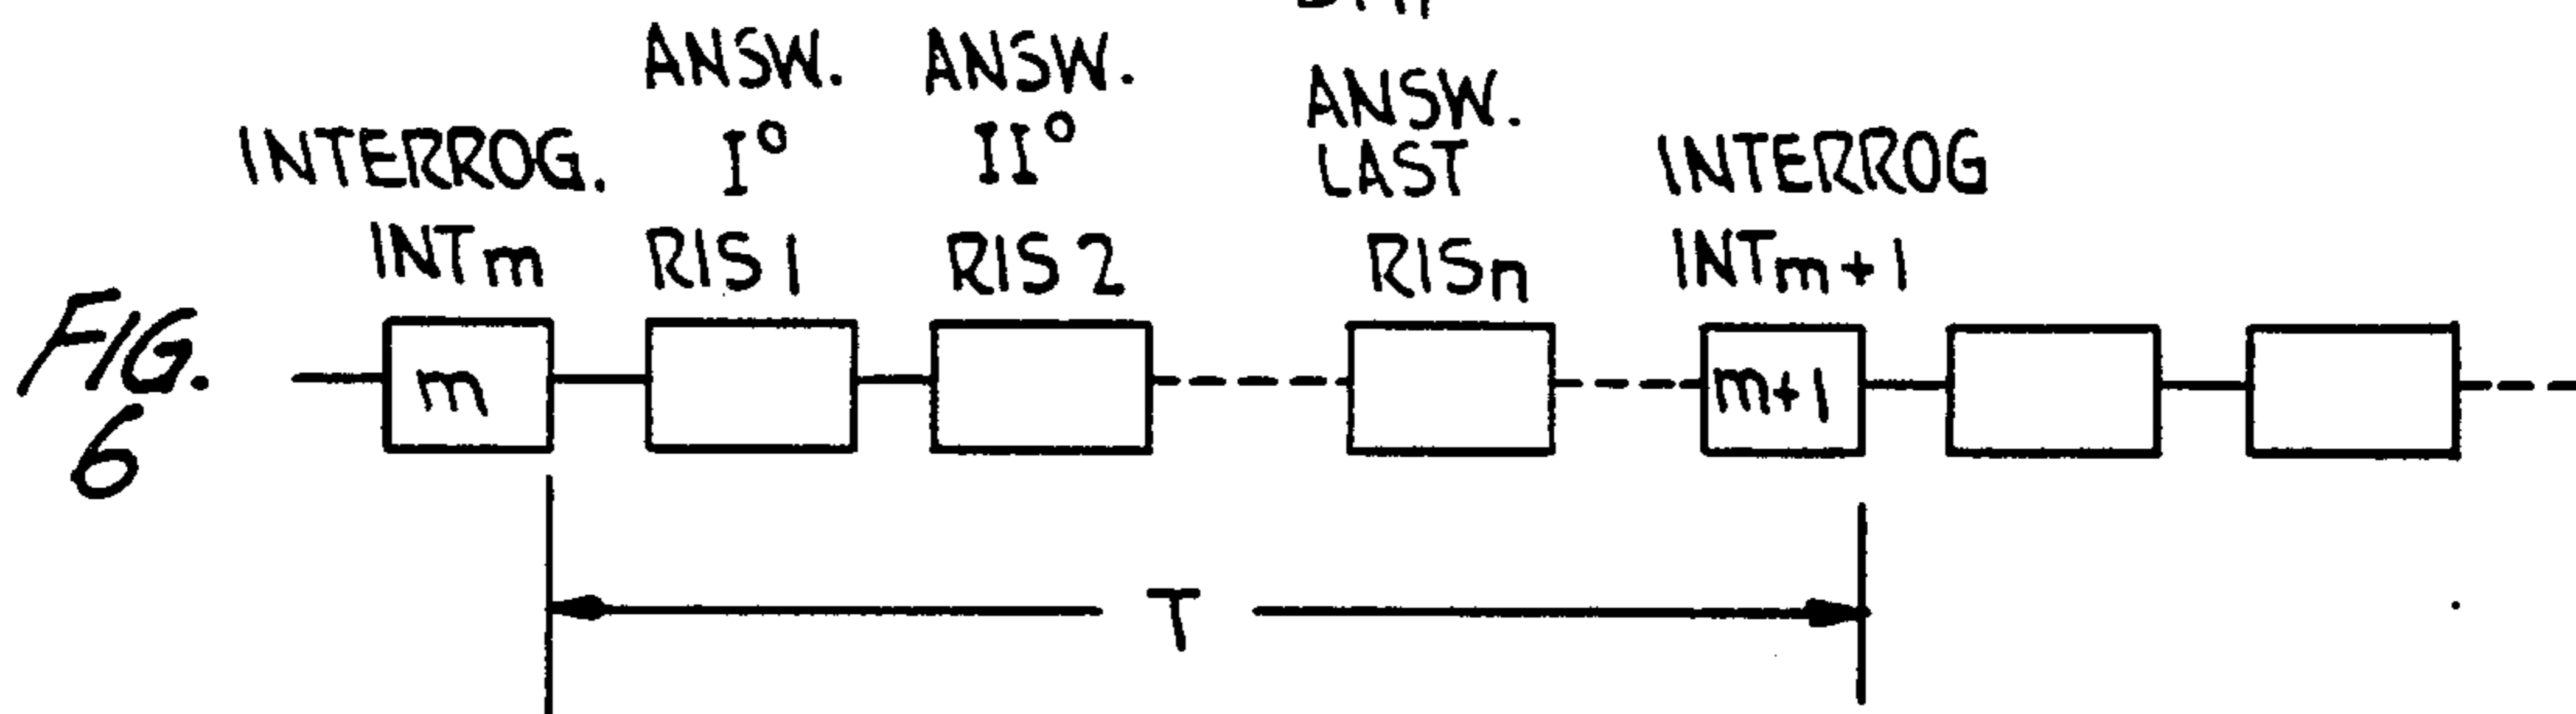 ANSW. ANSW. ANSW.
INTERROG. I° II° LAST INTERROG
INTm RIS 1 RIS 2 RISn INTm+1
FIG. 6
m m+1
T